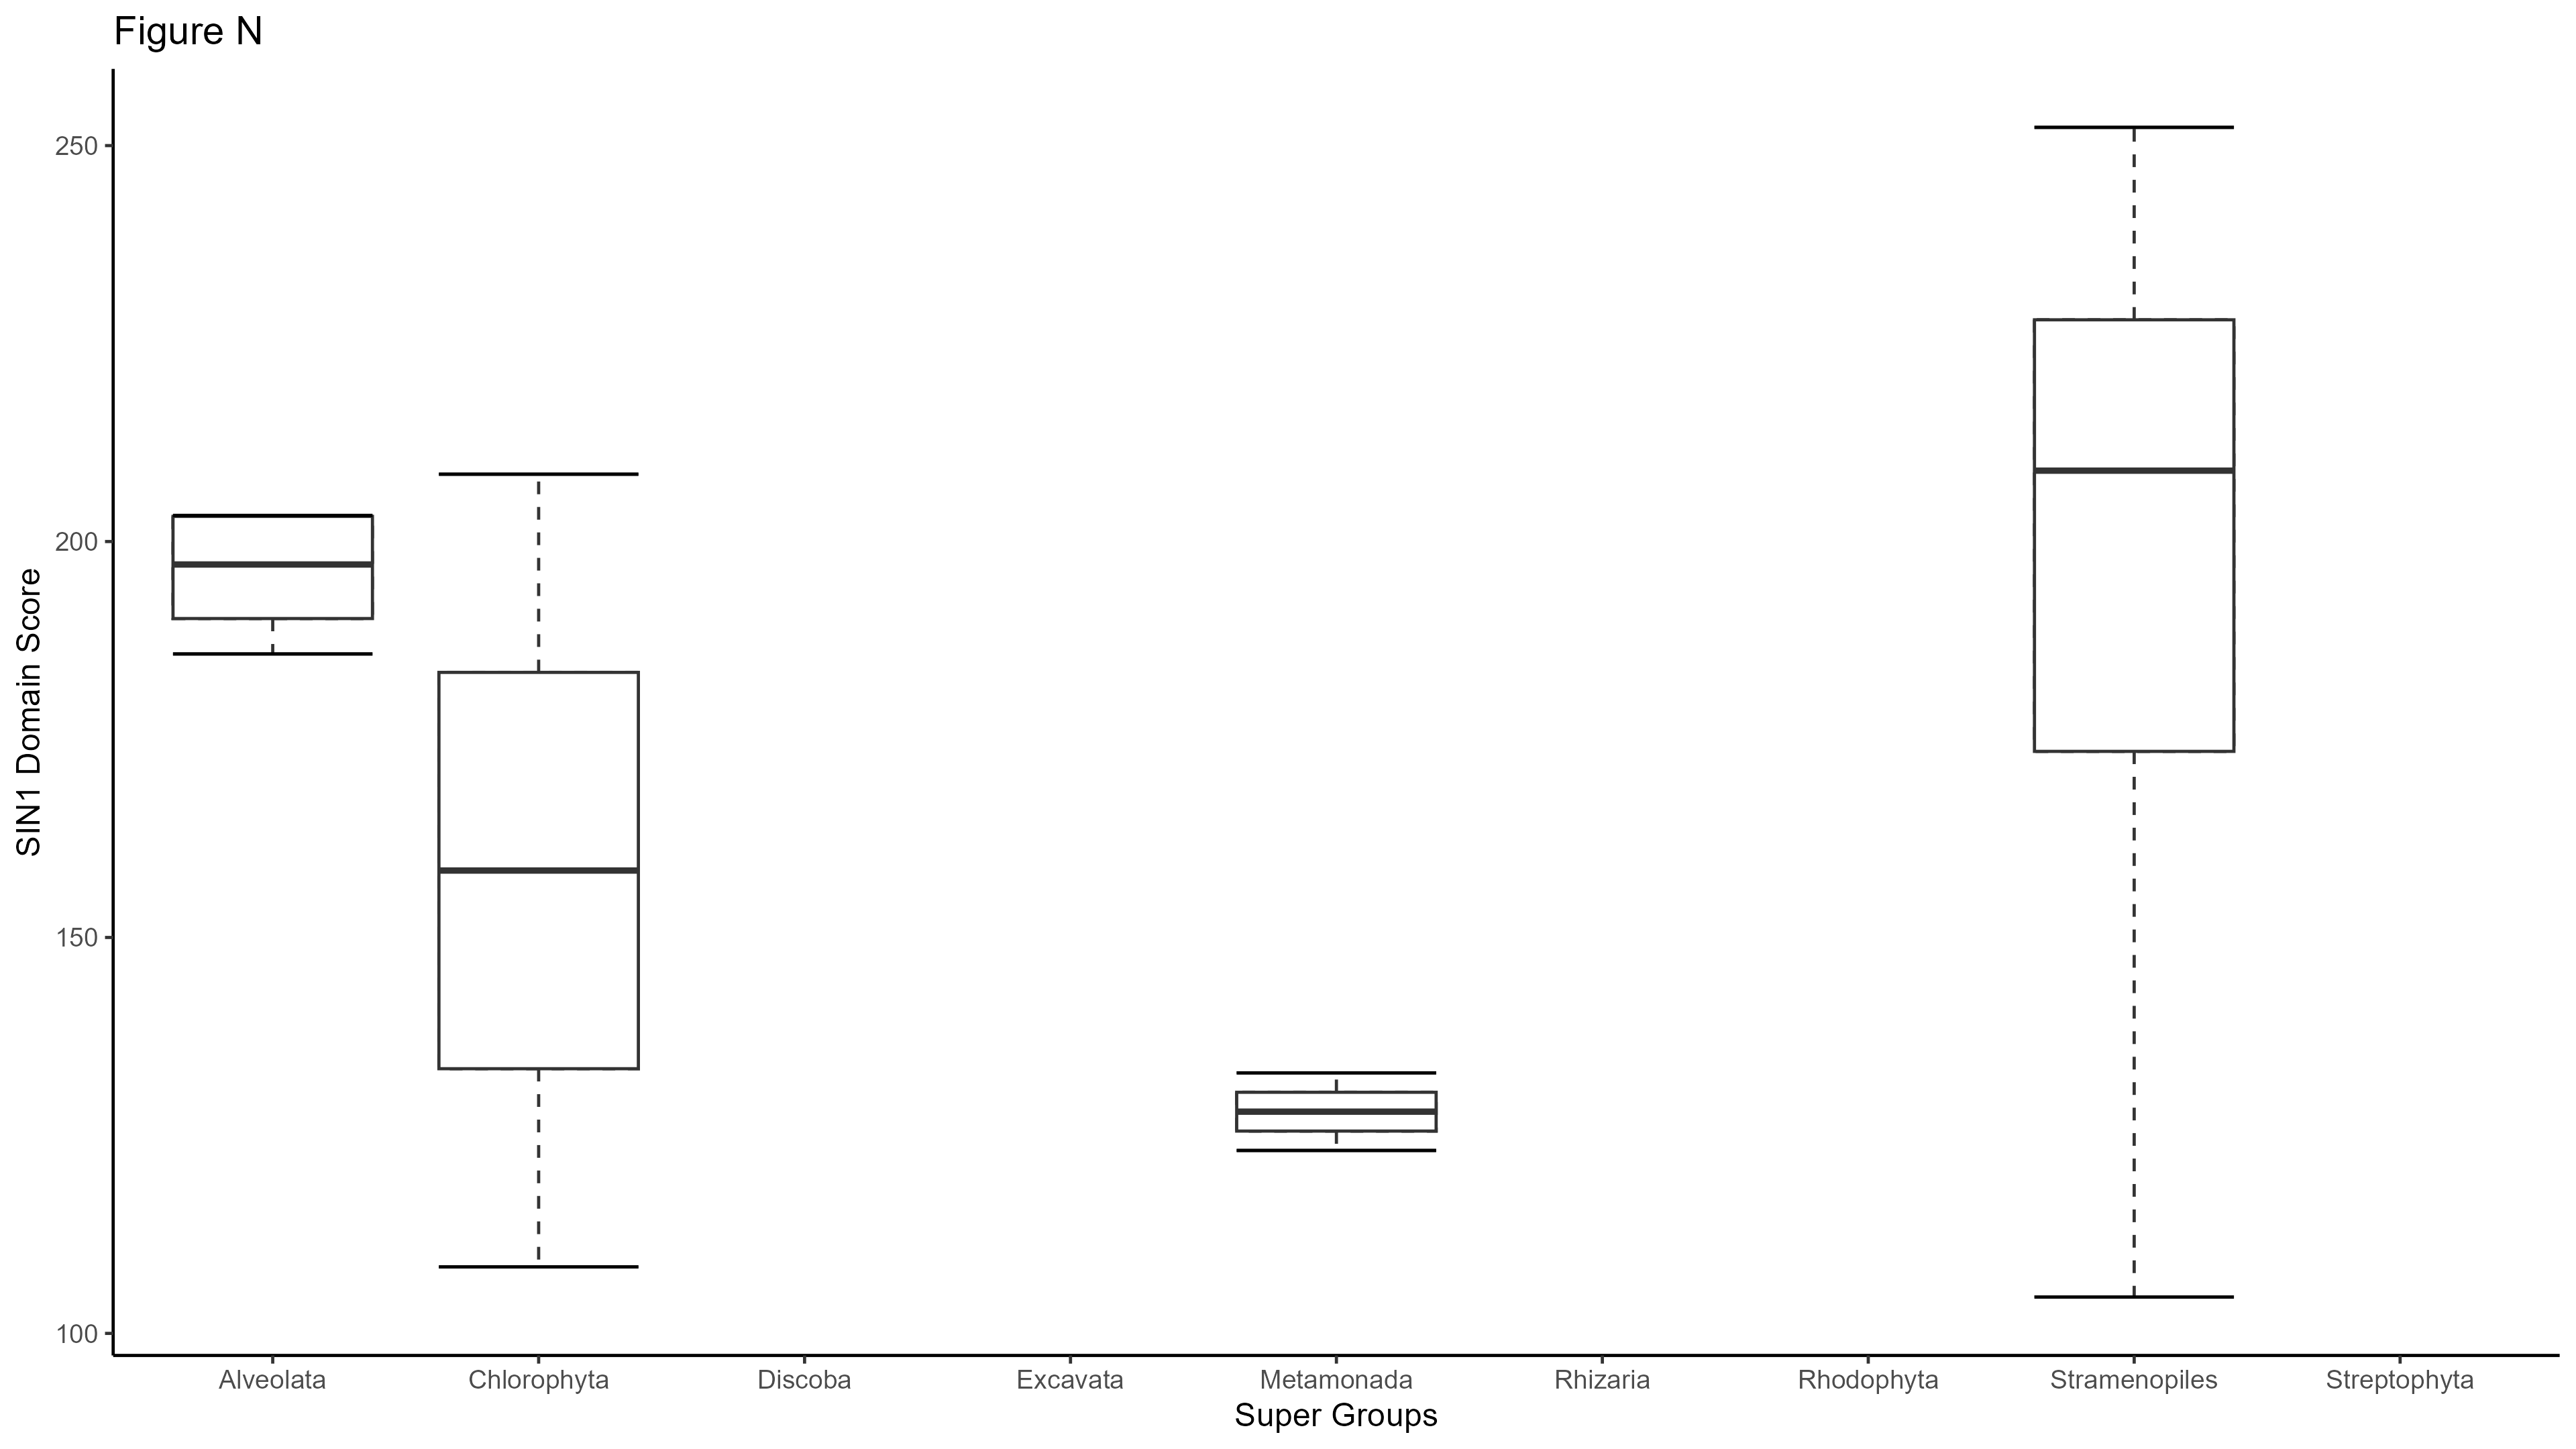 Figure N
250
200
150
100
SIN1 Domain Score
Alveolata Chlorophyta Discoba Excavata Metamonada Rhizaria Rhodophyta Stramenopiles Streptophyta
Super Groups